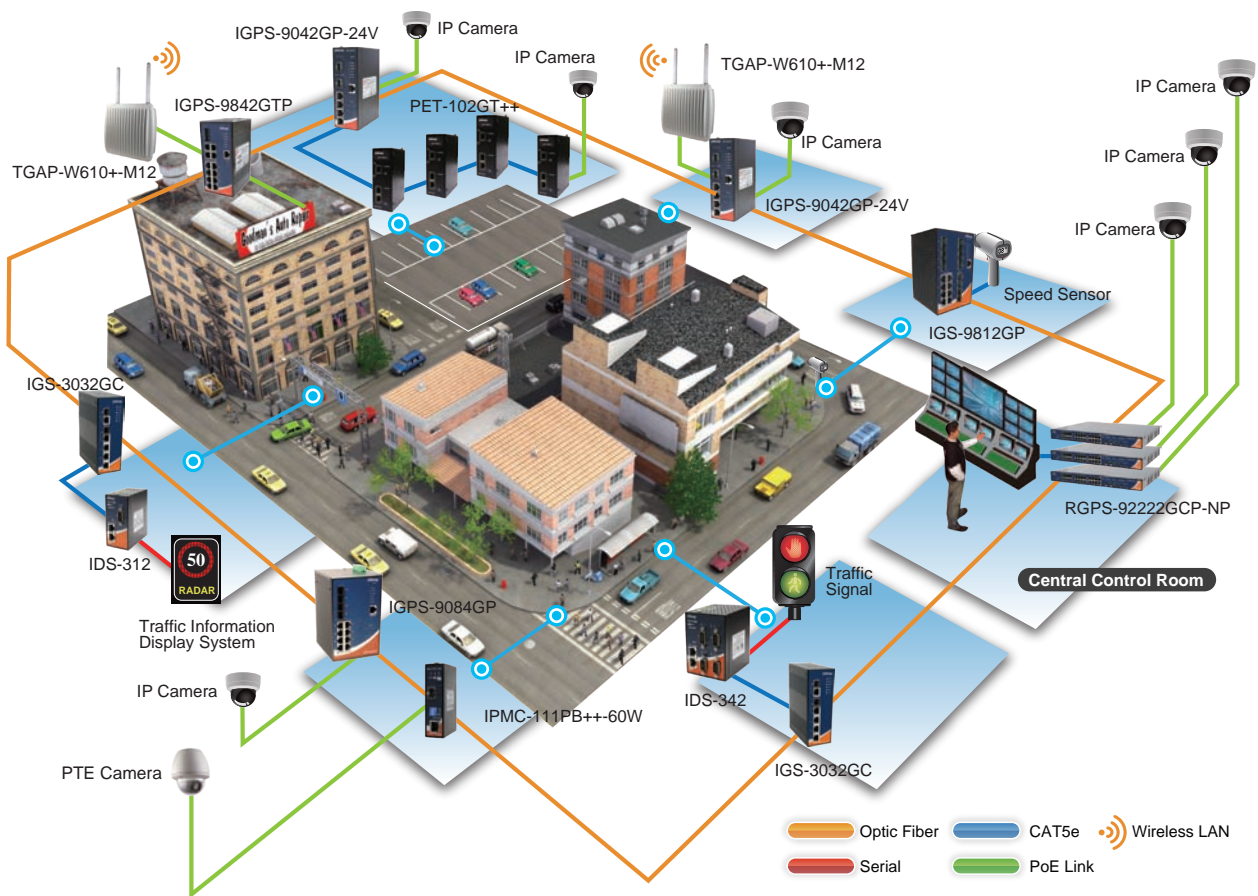 IGPS-9042GP-24V
IP Camera
IP Camera
TGAP-W610+-M12
IP Camera
IGPS-9842GTP
PET-102GT++
IP Camera
IP Camera
TGAP-W610+-M12
IGPS-9042GP-24V
IP Camera
Goodman's Auto Repair
Speed Sensor
IGS-9812GP
IGS-3032GC
RGPS-92222GCP-NP
IDS-312
50
RADAR
Traffic
Signal
Central Control Room
IGPS-9084GP
Traffic Information
Display System
IP Camera
IDS-342
IPMC-111PB++-60W
PTE Camera
IGS-3032GC
Optic Fiber
CAT5e
Wireless LAN
Serial
PoE Link